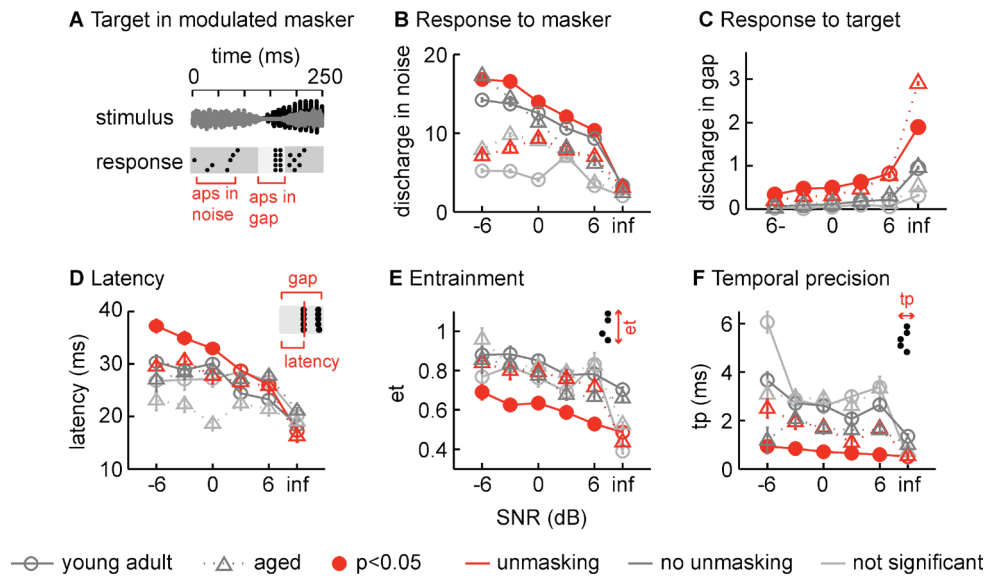 A Target in modulated masker
time (ms)
0 250
stimulus
response
aps in noise
aps in gap
B Response to masker
discharge in noise
20
10
0
-6 0 6 inf
C Response to target
discharge in gap
3
2
1
0
6- 0 6 inf
D Latency
gap
latency
latency (ms)
40
30
20
10
-6 0 6 inf
E Entrainment
et
et
1
0.8
0.6
0.4
-6 0 6 inf
SNR (dB)
F Temporal precision
tp
tp (ms)
6
4
2
0
-6 0 6 inf
young adult aged p<0.05 unmasking no unmasking not significant